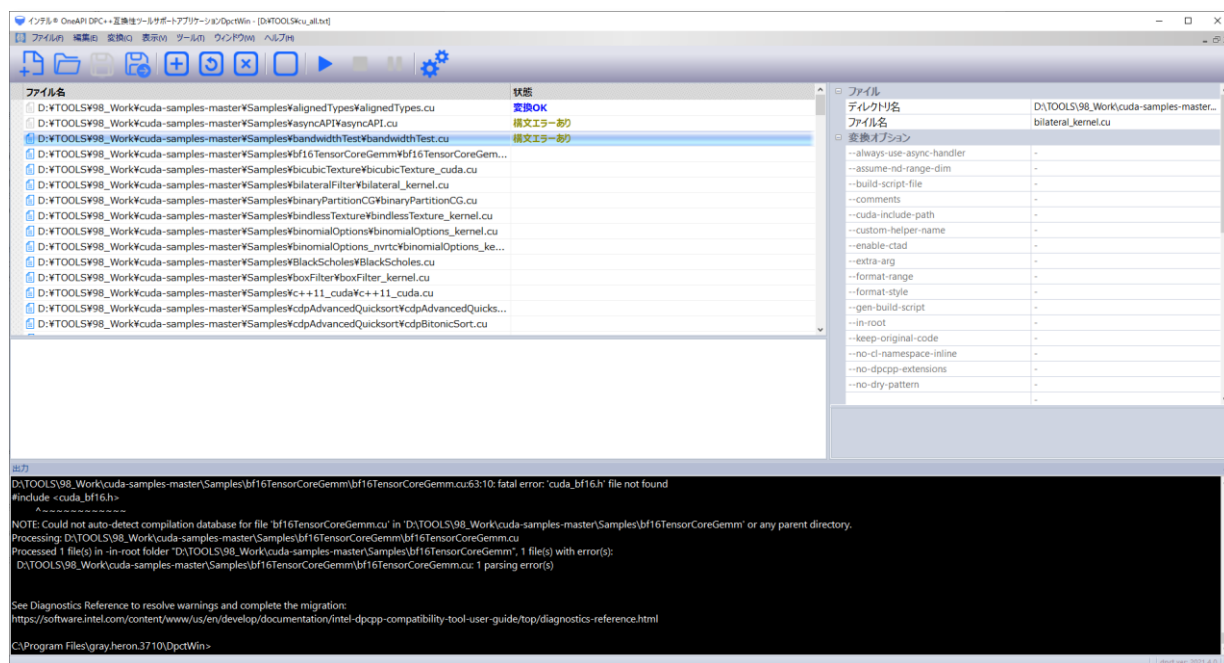 インテル® OneAPI DPC++互換性ツールサポートアプリケーションDpctWin - [D:¥TOOLS¥cu_all.txt]
ファイル(F) 編集(E) 変換(C) 表示(V) ツール(T) ウィンドウ(W) ヘルプ(H)
ファイル名 状態
D:¥TOOLS¥98_Work¥cuda-samples-master¥Samples¥alignedTypes¥alignedTypes.cu 変換OK
D:¥TOOLS¥98_Work¥cuda-samples-master¥Samples¥asyncAPI¥asyncAPI.cu 構文エラーあり
D:¥TOOLS¥98_Work¥cuda-samples-master¥Samples¥bandwidthTest¥bandwidthTest.cu 構文エラーあり
D:¥TOOLS¥98_Work¥cuda-samples-master¥Samples¥bf16TensorCoreGemm¥bf16TensorCoreGem...
D:¥TOOLS¥98_Work¥cuda-samples-master¥Samples¥bicubicTexture¥bicubicTexture_cuda.cu
D:¥TOOLS¥98_Work¥cuda-samples-master¥Samples¥bilateralFilter¥bilateral_kernel.cu
D:¥TOOLS¥98_Work¥cuda-samples-master¥Samples¥binaryPartitionCG¥binaryPartitionCG.cu
D:¥TOOLS¥98_Work¥cuda-samples-master¥Samples¥bindlessTexture¥bindlessTexture_kernel.cu
D:¥TOOLS¥98_Work¥cuda-samples-master¥Samples¥binomialOptions¥binomialOptions_kernel.cu
D:¥TOOLS¥98_Work¥cuda-samples-master¥Samples¥binomialOptions_nvrtc¥binomialOptions_ke...
D:¥TOOLS¥98_Work¥cuda-samples-master¥Samples¥BlackScholes¥BlackScholes.cu
D:¥TOOLS¥98_Work¥cuda-samples-master¥Samples¥boxFilter¥boxFilter_kernel.cu
D:¥TOOLS¥98_Work¥cuda-samples-master¥Samples¥c++11_cuda¥c++11_cuda.cu
D:¥TOOLS¥98_Work¥cuda-samples-master¥Samples¥cdpAdvancedQuicksort¥cdpAdvancedQuicks...
D:¥TOOLS¥98_Work¥cuda-samples-master¥Samples¥cdpAdvancedQuicksort¥cdpBitonicSort.cu
ファイル
ディレクトリ名 D:\TOOLS\98_Work\cuda-samples-master...
ファイル名 bilateral_kernel.cu
変換オプション
--always-use-async-handler -
--assume-nd-range-dim -
--build-script-file -
--comments -
--cuda-include-path -
--custom-helper-name -
--enable-ctad -
--extra-arg -
--format-range -
--format-style -
--gen-build-script -
--in-root -
--keep-original-code -
--no-cl-namespace-inline -
--no-dpcpp-extensions -
--no-dry-pattern -
-
出力
D:\TOOLS\98_Work\cuda-samples-master\Samples\bf16TensorCoreGemm\bf16TensorCoreGemm.cu:63:10: fatal error: 'cuda_bf16.h' file not found
#include <cuda_bf16.h>
^~~~~~~~~~~~~
NOTE: Could not auto-detect compilation database for file 'bf16TensorCoreGemm.cu' in 'D:\TOOLS\98_Work\cuda-samples-master\Samples\bf16TensorCoreGemm' or any parent directory.
Processing: D:\TOOLS\98_Work\cuda-samples-master\Samples\bf16TensorCoreGemm\bf16TensorCoreGemm.cu
Processed 1 file(s) in -in-root folder "D:\TOOLS\98_Work\cuda-samples-master\Samples\bf16TensorCoreGemm", 1 file(s) with error(s):
D:\TOOLS\98_Work\cuda-samples-master\Samples\bf16TensorCoreGemm\bf16TensorCoreGemm.cu: 1 parsing error(s)
See Diagnostics Reference to resolve warnings and complete the migration:
https://software.intel.com/content/www/us/en/develop/documentation/intel-dpcpp-compatibility-tool-user-guide/top/diagnostics-reference.html
C:\Program Files\gray.heron.3710\DpctWin>